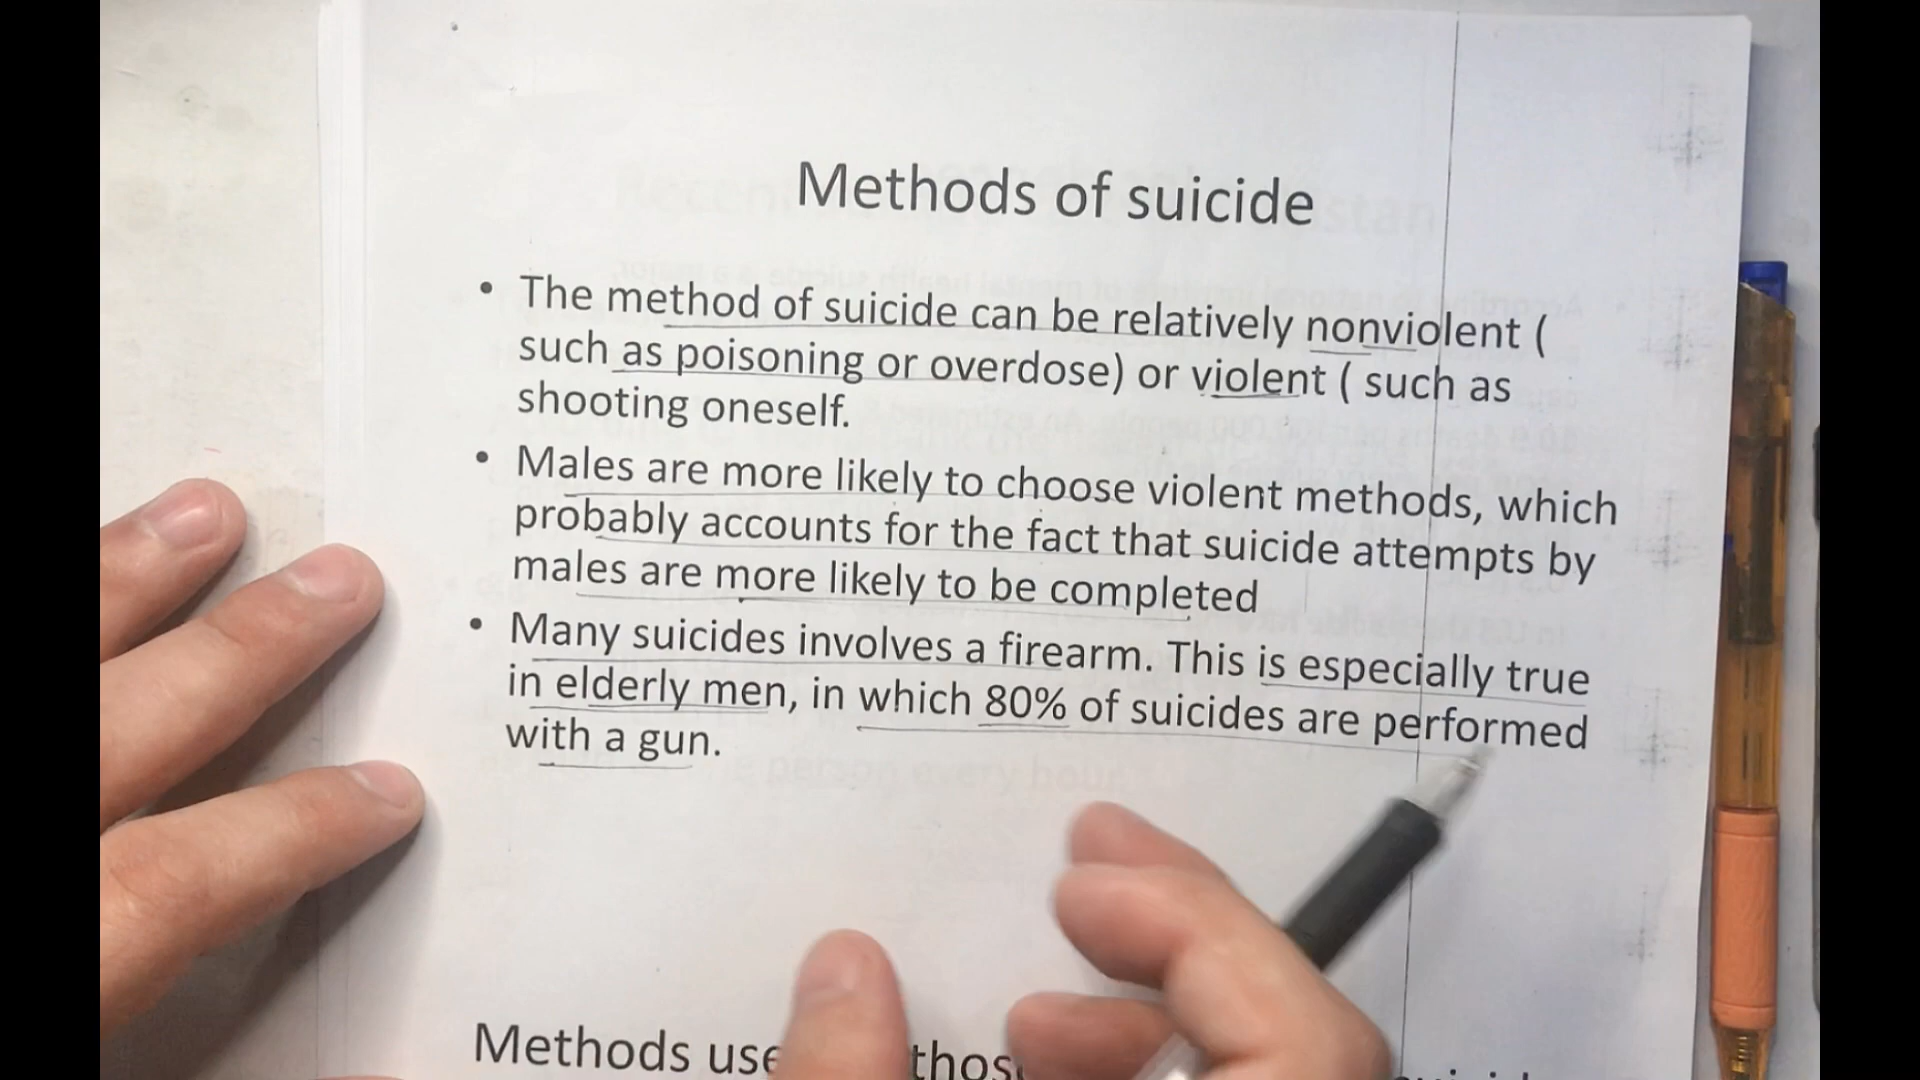 Methods of suicide
• The method of suicide can be relatively nonviolent (
such as poisoning or overdose) or violent ( such as
shooting oneself.
• Males are more likely to choose violent methods, which
probably accounts for the fact that suicide attempts by
males are more likely to be completed
• Many suicides involves a firearm. This is especially true
in elderly men, in which 80% of suicides are performed
with a gun.
Methods